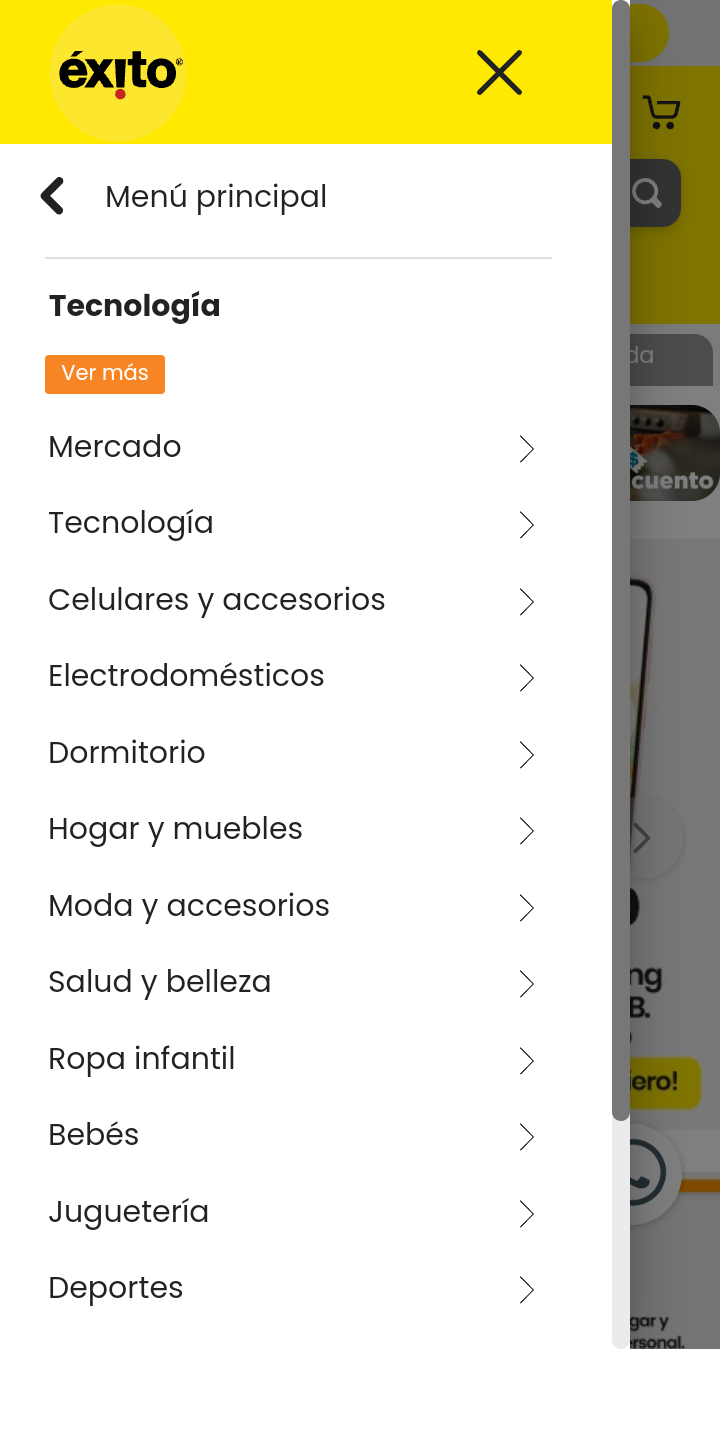 éxito®
Menú principal
Tecnología
Ver más
Mercado
Tecnología
Celulares y accesorios
Electrodomésticos
Dormitorio
Hogar y muebles
Moda y accesorios
Salud y belleza
Ropa infantil
Bebés
Juguetería
Deportes
da
cuento
ng
B.
iero!
gar y
ersonal.